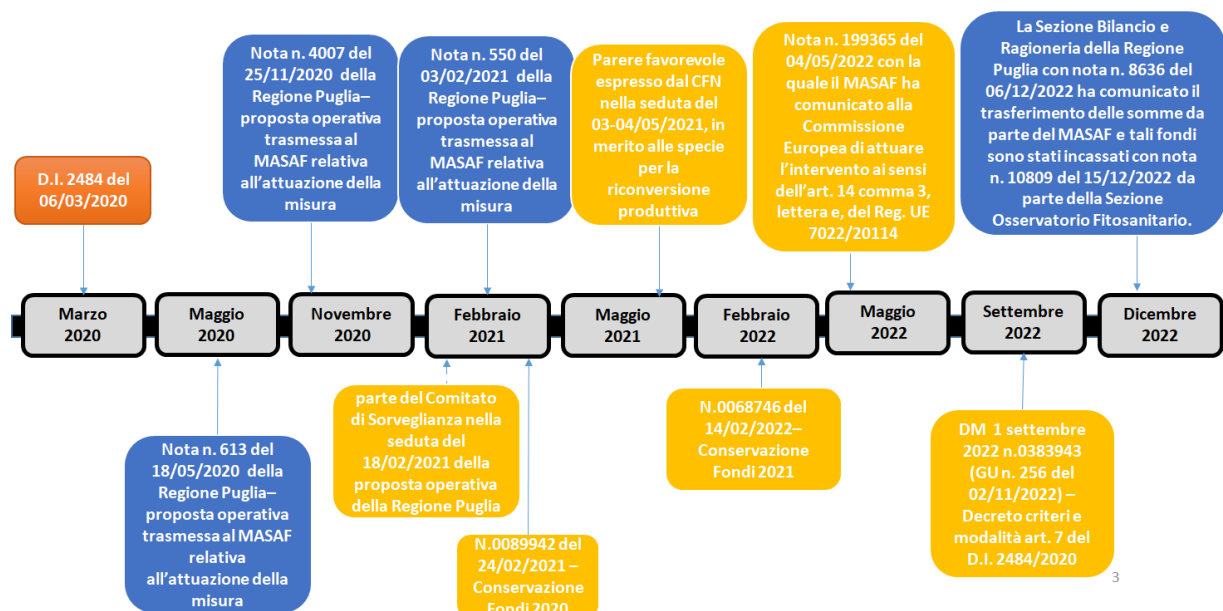 D.I. 2484 del
06/03/2020
Nota n. 4007 del
25/11/2020 della
Regione Puglia–
proposta operativa
trasmessa al
MASAF relativa
all’attuazione della
misura
Nota n. 550 del
03/02/2021 della
Regione Puglia–
proposta operativa
trasmessa al
MASAF relativa
all’attuazione della
misura
Parere favorevole
espresso dal CFN
nella seduta del
03-04/05/2021, in
merito alle specie
per la
riconversione
produttiva
Nota n. 199365 del
04/05/2022 con la
quale il MASAF ha
comunicato alla
Commissione
Europea di attuare
l’intervento ai sensi
dell’art. 14 comma 3,
lettera e, del Reg. UE
7022/20114
La Sezione Bilancio e
Ragioneria della Regione
Puglia con nota n. 8636 del
06/12/2022 ha comunicato il
trasferimento delle somme da
parte del MASAF e tali fondi
sono stati incassati con nota
n. 10809 del 15/12/2022 da
parte della Sezione
Osservatorio Fitosanitario.
Marzo
2020
Maggio
2020
Novembre
2020
Febbraio
2021
Maggio
2021
Febbraio
2022
Maggio
2022
Settembre
2022
Dicembre
2022
Nota n. 613 del
18/05/2020 della
Regione Puglia–
proposta operativa
trasmessa al MASAF
relativa
all’attuazione della
misura
parte del Comitato
di Sorveglianza nella
seduta del
18/02/2021 della
proposta operativa
della Regione Puglia
N.0089942 del
24/02/2021 –
Conservazione
Fondi 2020
N.0068746 del
14/02/2022–
Conservazione
Fondi 2021
DM 1 settembre
2022 n.0383943
(GU n. 256 del
02/11/2022) –
Decreto criteri e
modalità art. 7 del
D.I. 2484/2020
3